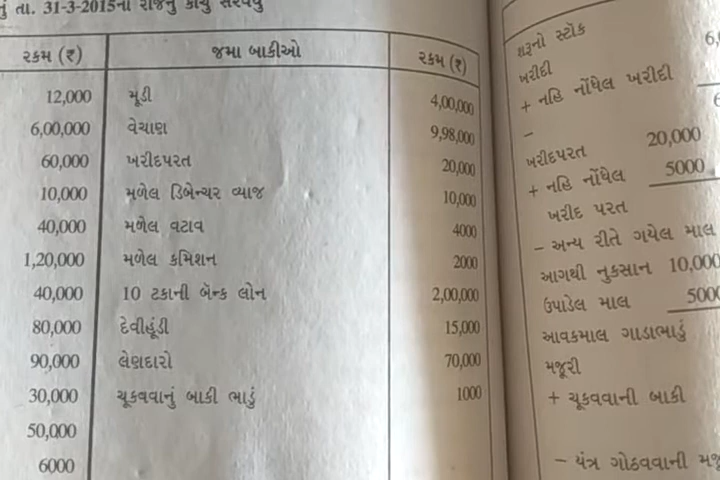 તા. 31-3-2015ના રોજનું કાચું સરવૈયું
રકમ (₹) જમા બાકીઓ રકમ (₹)
12,000 મૂડી 4,00,000
6,00,000 વેચાણ 9,98,000
60,000 ખરીદપરત 20,000
10,000 મળેલ ડિબેન્ચર વ્યાજ 10,000
40,000 મળેલ વટાવ 4000
1,20,000 મળેલ કમિશન 2000
40,000 10 ટકાની બૅન્ક લોન 2,00,000
80,000 દેવીહૂંડી 15,000
90,000 લેણદારો 70,000
30,000 ચૂકવવાનું બાકી ભાડું 1000
50,000
6000
શરૂનો સ્ટૉક
ખરીદી
+ નહિ નોંધેલ ખરીદી
-
ખરીદપરત 20,000
+ નહિ નોંધેલ 5000
ખરીદ પરત
- અન્ય રીતે ગયેલ માલ
આગથી નુકસાન 10,000
ઉપાડેલ માલ
આવકમાલ ગાડાભાડું
મજૂરી
+ ચૂકવવાની બાકી
- યંત્ર ગોઠવવાની